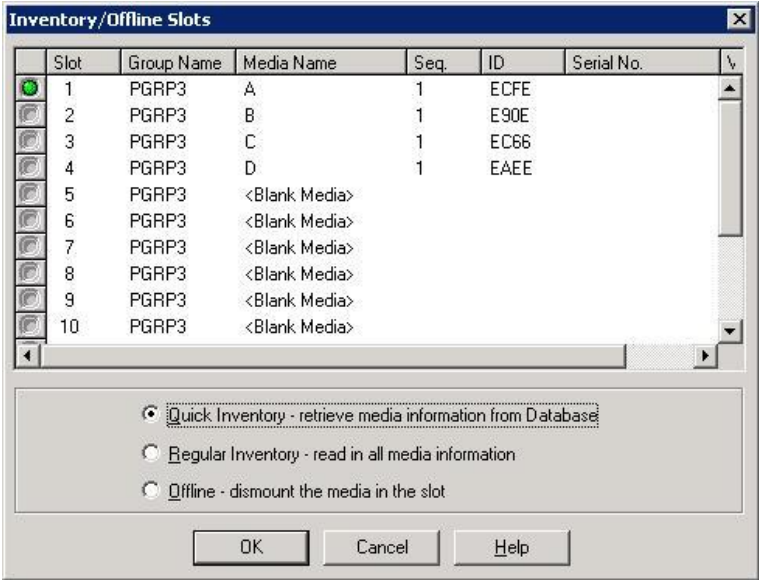 Inventory/Offline Slots
Slot Group Name Media Name Seq. ID Serial No.
1 PGRP3 A 1 ECFE
2 PGRP3 B 1 E90E
3 PGRP3 C 1 EC66
4 PGRP3 D 1 EAEE
5 PGRP3 <Blank Media>
6 PGRP3 <Blank Media>
7 PGRP3 <Blank Media>
8 PGRP3 <Blank Media>
9 PGRP3 <Blank Media>
10 PGRP3 <Blank Media>
Quick Inventory - retrieve media information from Database
Regular Inventory - read in all media information
Offline - dismount the media in the slot
OK Cancel Help